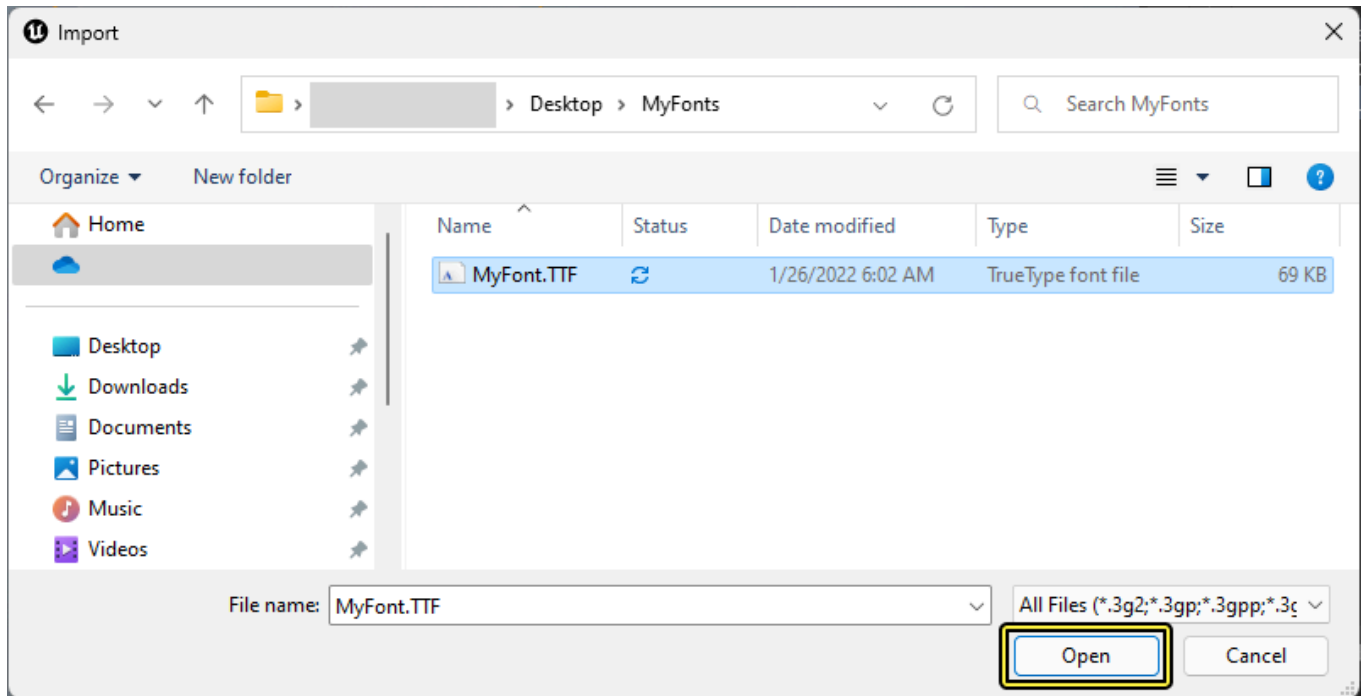 Import
Desktop > MyFonts
Search MyFonts
Organize
New folder
Home
Name
Status
Date modified
Type
Size
MyFont.TTF
1/26/2022 6:02 AM
TrueType font file
69 KB
Desktop
Downloads
Documents
Pictures
Music
Videos
File name:
MyFont.TTF
All Files (*.3g2;*.3gp;*.3gpp;*.3g
Open
Cancel